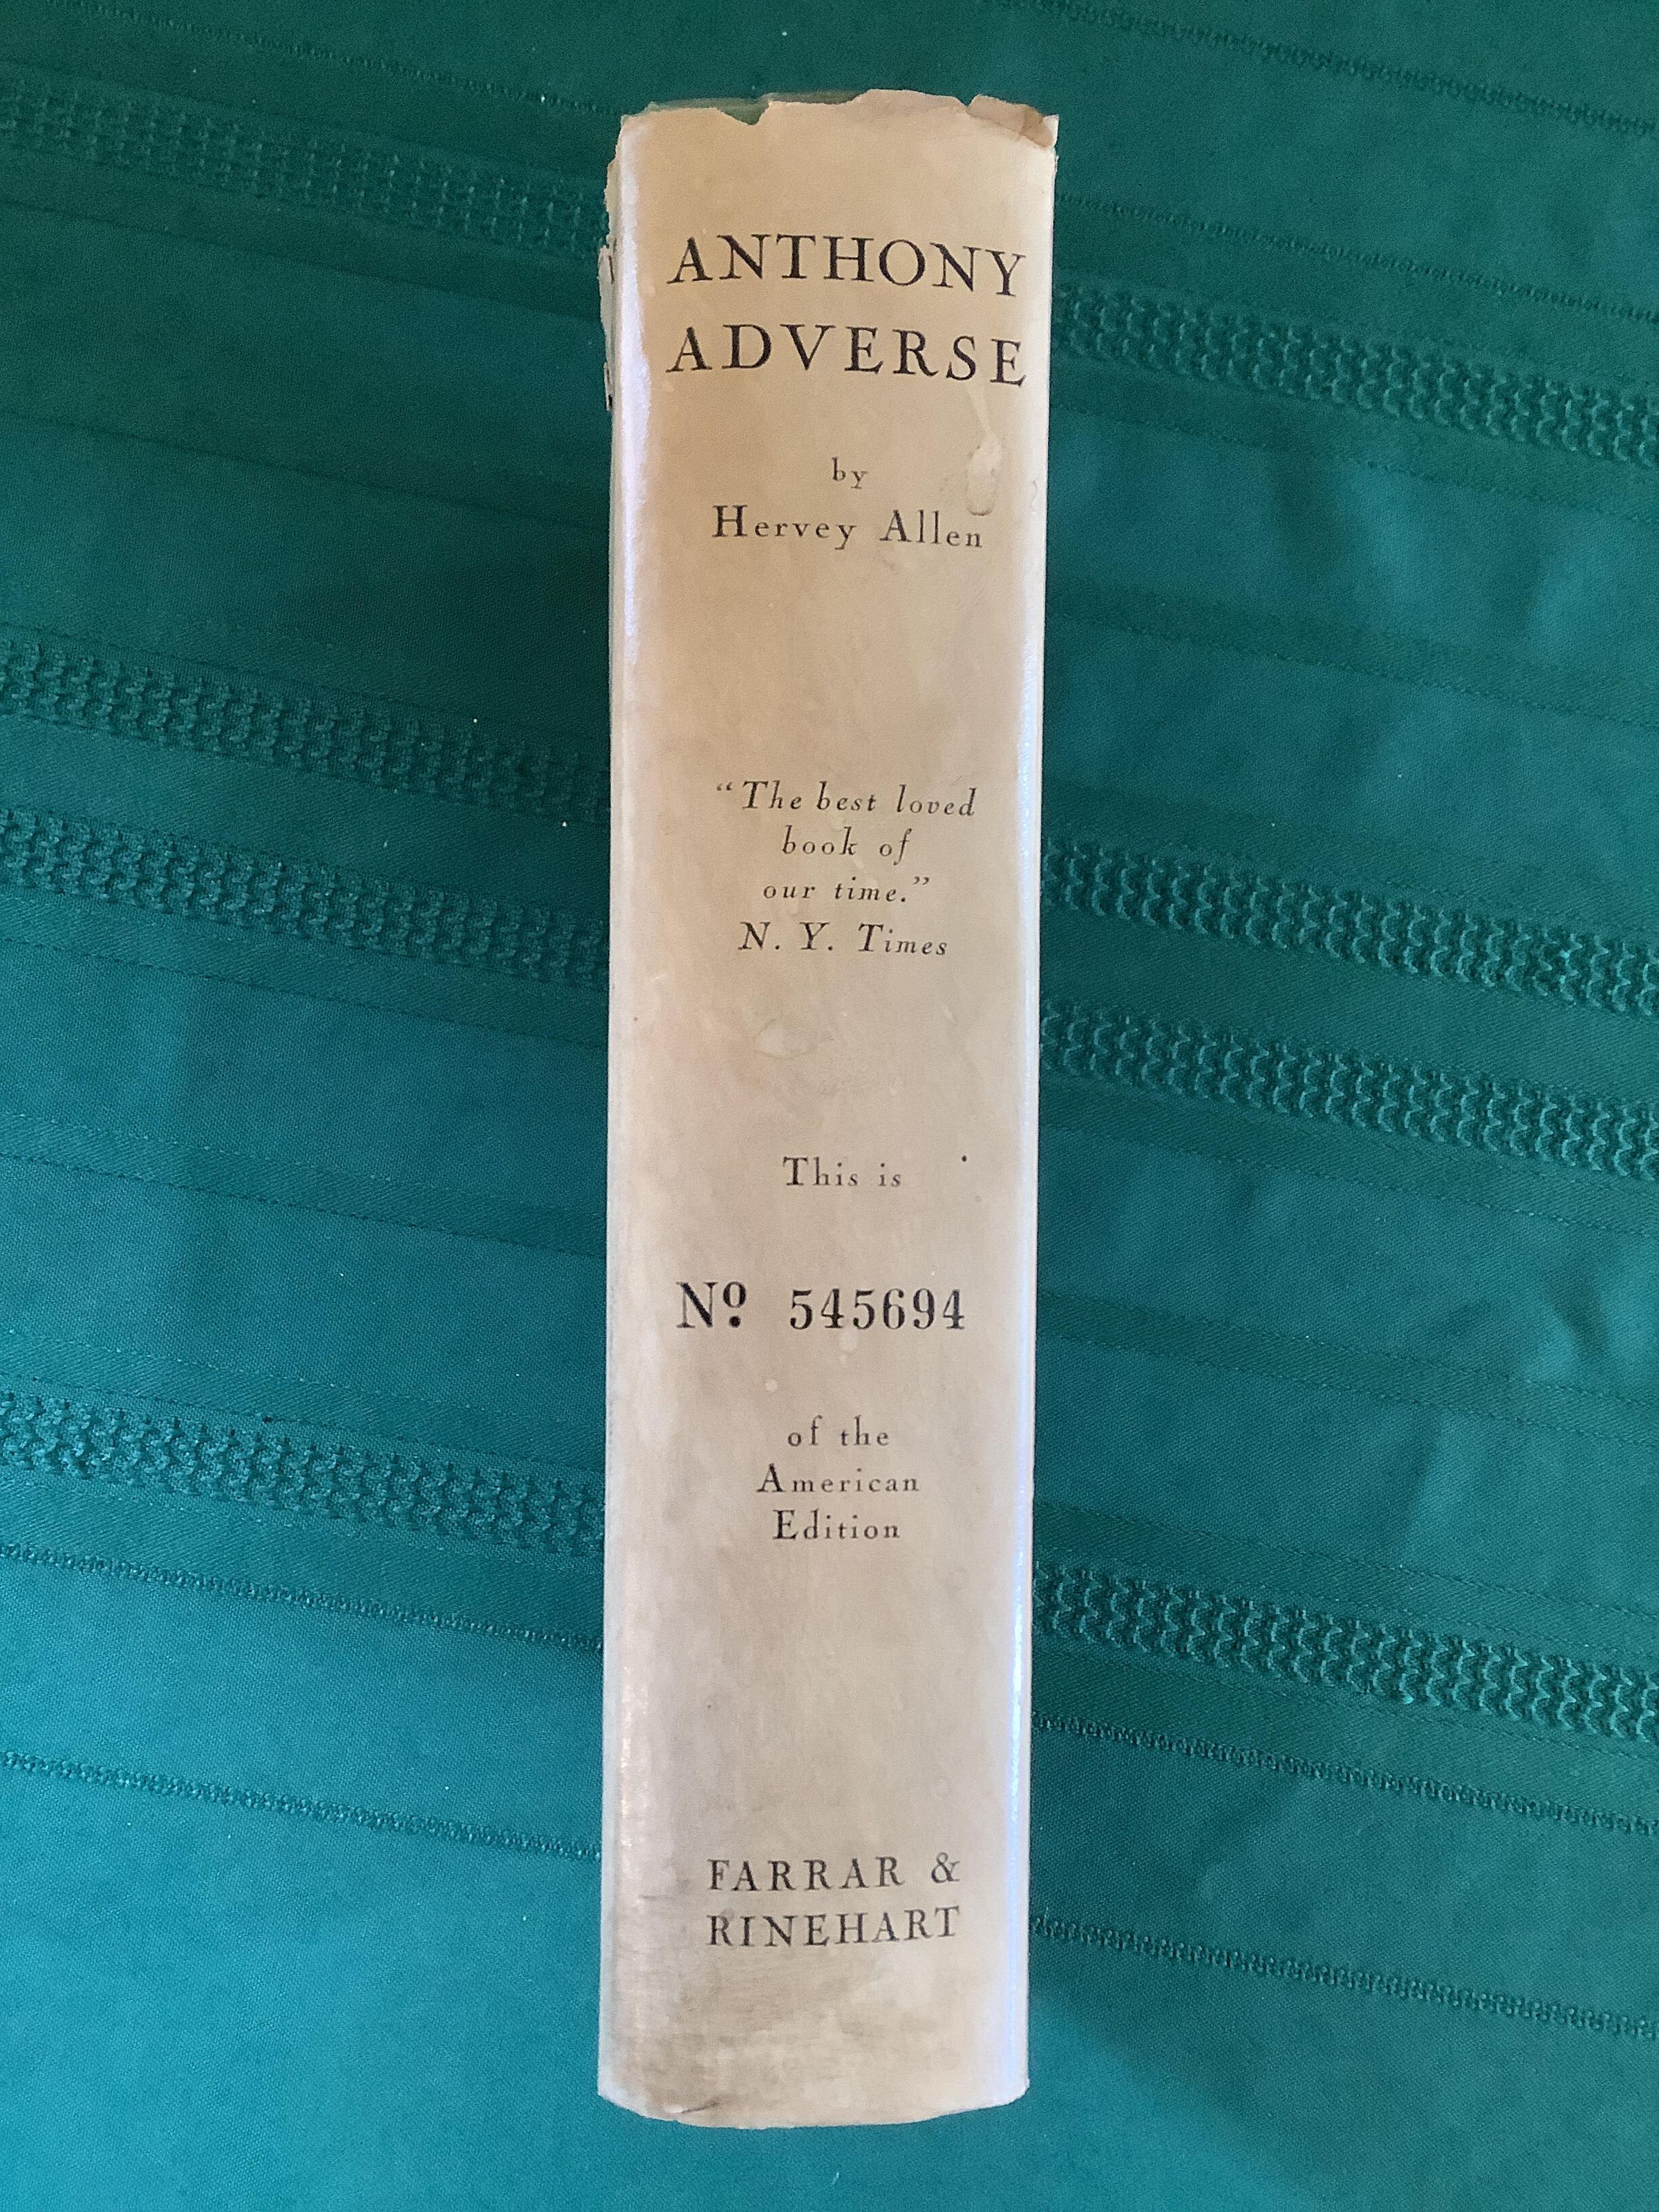 ANTHONY
ADVERSE
by
Hervey Allen
“The best loved
book of
our time.”
N. Y. Times
This is
Nº 545694
of the
American
Edition
FARRAR &
RINEHART